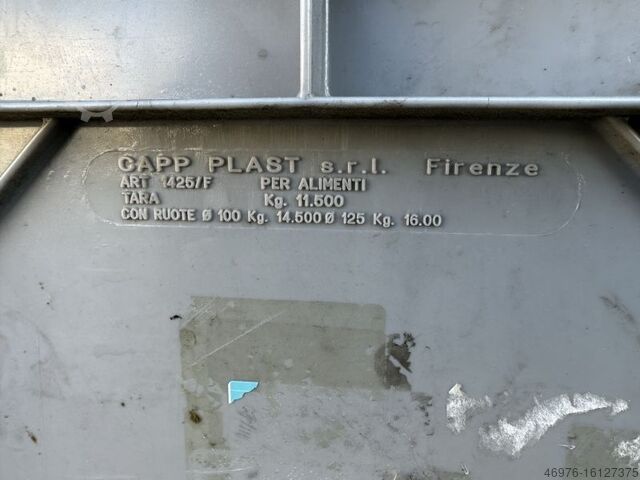 CAPP PLAST s.r.l. Firenze
ART 1425/F PER ALIMENTI
TARA Kg. 11.500
CON RUOTE Ø 100 Kg. 14.500 Ø 125 Kg. 16.00
46976-16127375